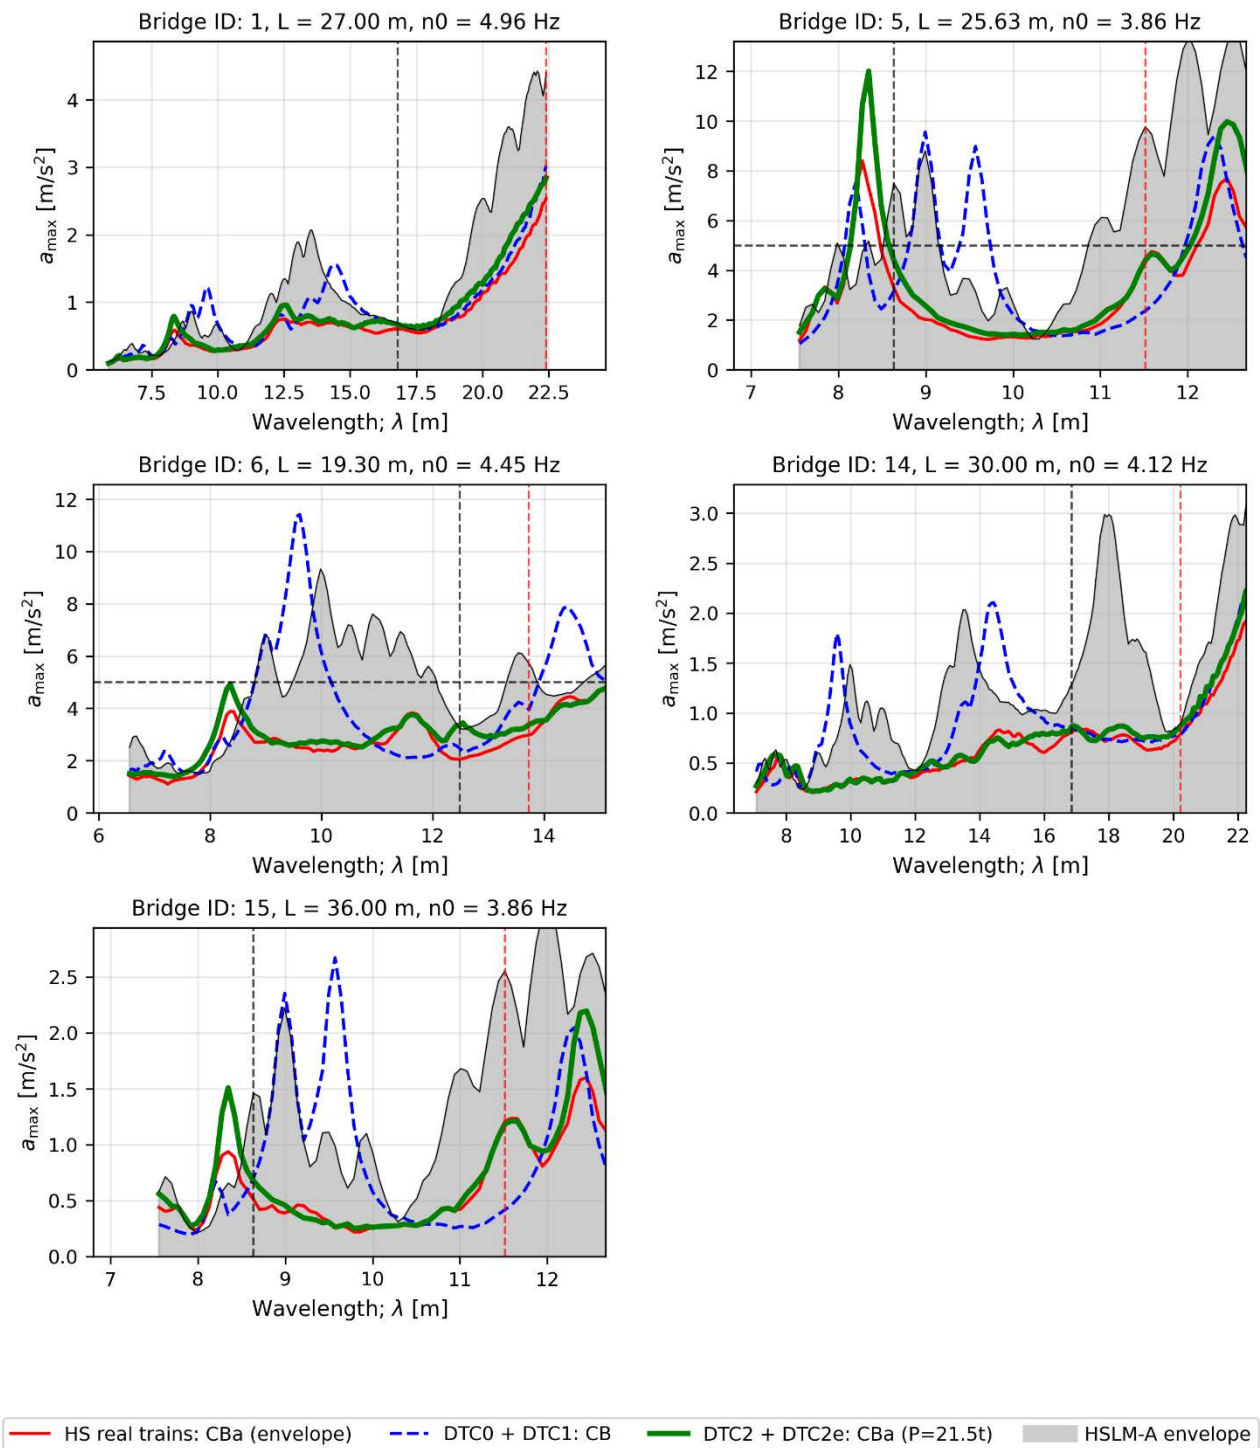 Bridge ID: 1, L = 27.00 m, n0 = 4.96 Hz
a_max [m/s²]
4
3
2
1
0
7.5 10.0 12.5 15.0 17.5 20.0 22.5
Wavelength; λ [m]
Bridge ID: 5, L = 25.63 m, n0 = 3.86 Hz
a_max [m/s²]
12
10
8
6
4
2
0
7 8 9 10 11 12
Wavelength; λ [m]
Bridge ID: 6, L = 19.30 m, n0 = 4.45 Hz
a_max [m/s²]
12
10
8
6
4
2
0
6 8 10 12 14
Wavelength; λ [m]
Bridge ID: 14, L = 30.00 m, n0 = 4.12 Hz
a_max [m/s²]
3.0
2.5
2.0
1.5
1.0
0.5
0.0
8 10 12 14 16 18 20 22
Wavelength; λ [m]
Bridge ID: 15, L = 36.00 m, n0 = 3.86 Hz
a_max [m/s²]
2.5
2.0
1.5
1.0
0.5
0.0
7 8 9 10 11 12
Wavelength; λ [m]
HS real trains: CBa (envelope) DTC0 + DTC1: CB DTC2 + DTC2e: CBa (P=21.5t) HSLM-A envelope